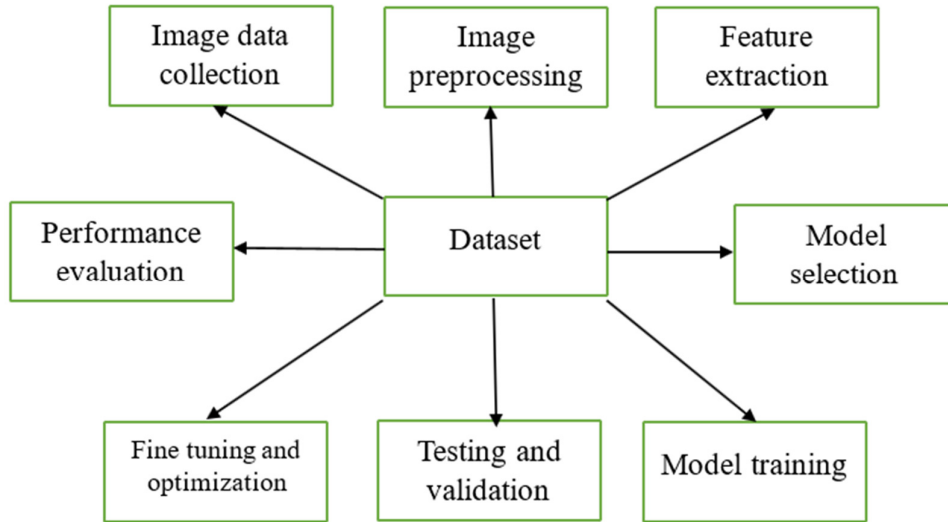 Image data
collection
Image
preprocessing
Feature
extraction
Performance
evaluation
Dataset
Model
selection
Fine tuning and
optimization
Testing and
validation
Model training